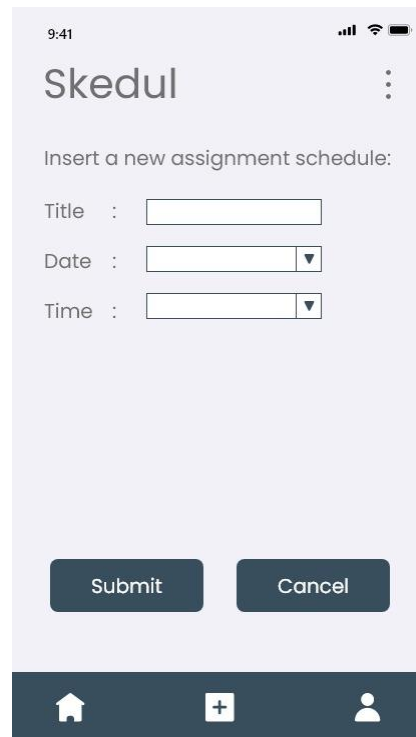 9:41
Skedul
Insert a new assignment schedule:
Title :
Date :
Time :
Submit
Cancel